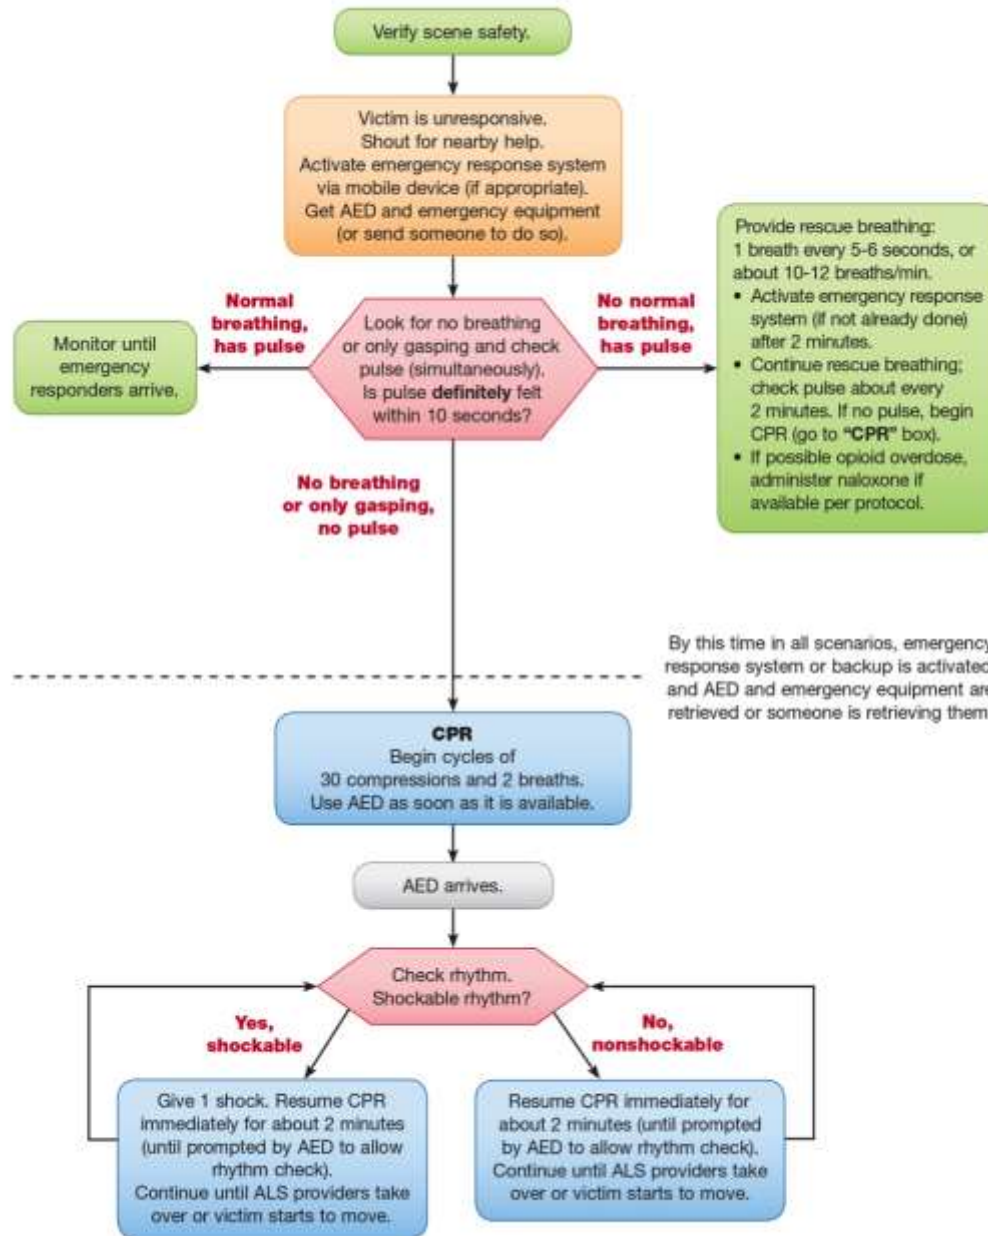 Verify scene safety.
Victim is unresponsive.
Shout for nearby help.
Activate emergency response system
via mobile device (if appropriate).
Get AED and emergency equipment
(or send someone to do so).
Normal
breathing,
has pulse
Look for no breathing
or only gasping and check
pulse (simultaneously).
Is pulse definitely felt
within 10 seconds?
No normal
breathing,
has pulse
Monitor until
emergency
responders arrive.
Provide rescue breathing:
1 breath every 5-6 seconds, or
about 10-12 breaths/min.
• Activate emergency response
system (if not already done)
after 2 minutes.
• Continue rescue breathing;
check pulse about every
2 minutes. If no pulse, begin
CPR (go to “CPR” box).
• If possible opioid overdose,
administer naloxone if
available per protocol.
No breathing
or only gasping,
no pulse
By this time in all scenarios, emergency
response system or backup is activated
and AED and emergency equipment are
retrieved or someone is retrieving them
CPR
Begin cycles of
30 compressions and 2 breaths.
Use AED as soon as it is available.
AED arrives.
Check rhythm.
Shockable rhythm?
Yes,
shockable
No,
nonshockable
Give 1 shock. Resume CPR
immediately for about 2 minutes
(until prompted by AED to allow
rhythm check).
Continue until ALS providers take
over or victim starts to move.
Resume CPR immediately for
about 2 minutes (until prompted
by AED to allow rhythm check).
Continue until ALS providers take
over or victim starts to move.